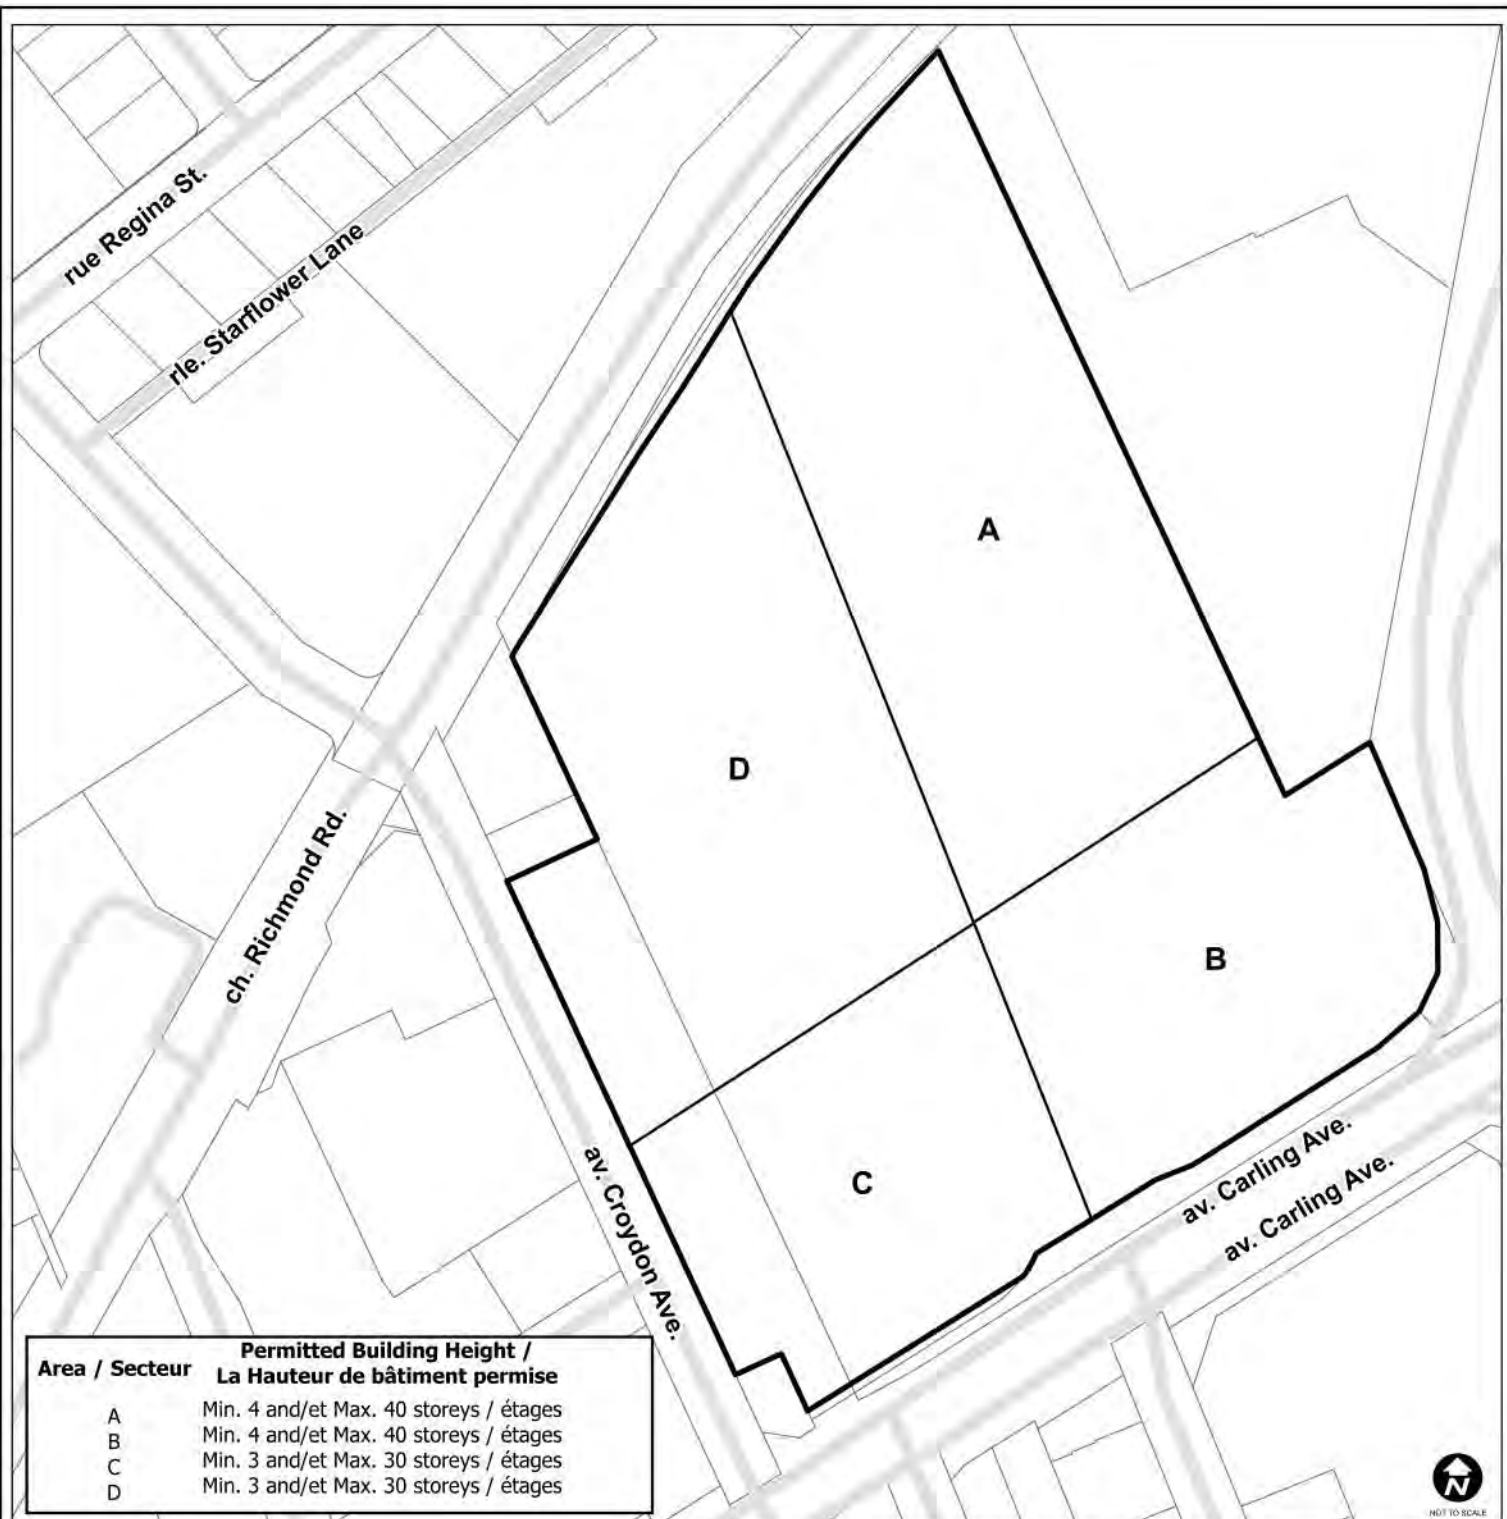 rue Regina St.
rle. Starflower Lane
A
D
ch. Richmond Rd.
B
C
av. Croydon Ave.
av. Carling Ave.
av. Carling Ave.
Area / Secteur
Permitted Building Height /
La Hauteur de bâtiment permise
A Min. 4 and/et Max. 40 storeys / étages
B Min. 4 and/et Max. 40 storeys / étages
C Min. 3 and/et Max. 30 storeys / étages
D Min. 3 and/et Max. 30 storeys / étages
N
NOT TO SCALE